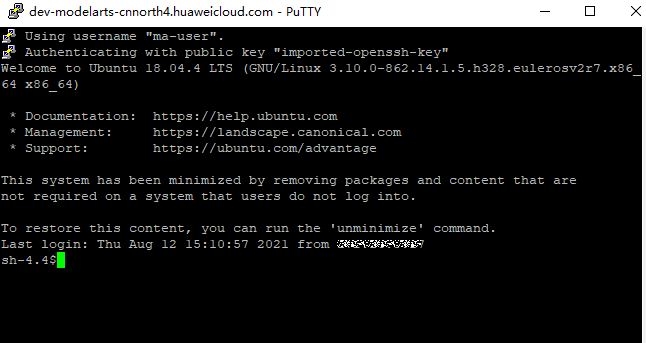 dev-modelarts-cnnorth4.huaweicloud.com - PuTTY
Using username "ma-user".
Authenticating with public key "imported-openssh-key"
Welcome to Ubuntu 18.04.4 LTS (GNU/Linux 3.10.0-862.14.1.5.h328.eulerosv2r7.x86_
64 x86_64)
* Documentation: https://help.ubuntu.com
* Management: https://landscape.canonical.com
* Support: https://ubuntu.com/advantage
This system has been minimized by removing packages and content that are
not required on a system that users do not log into.
To restore this content, you can run the 'unminimize' command.
Last login: Thu Aug 12 15:10:57 2021 from
sh-4.4$